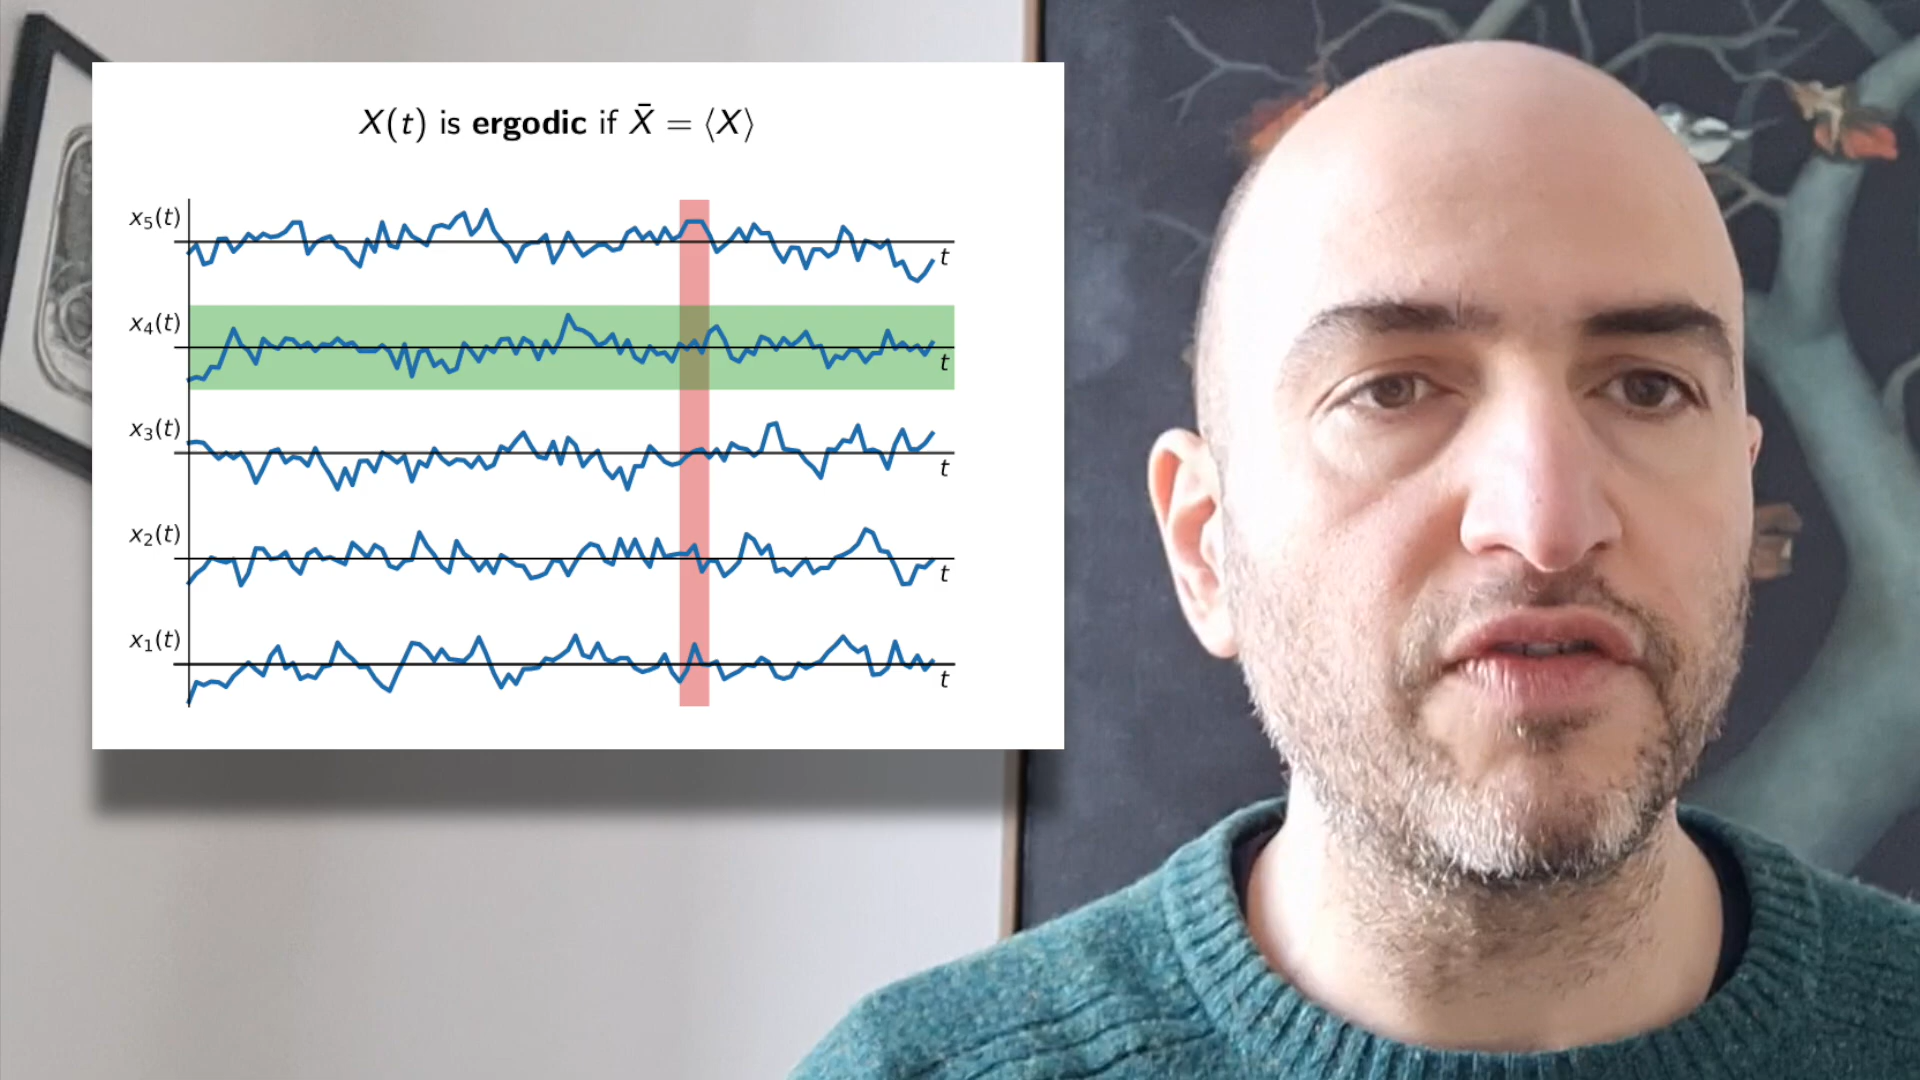 X(t) is ergodic if X̄ = ⟨X⟩
x₅(t)
t
x₄(t)
t
x₃(t)
t
x₂(t)
t
x₁(t)
t